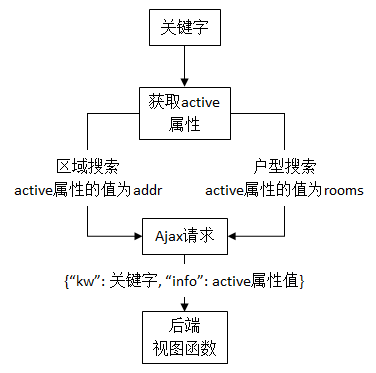 关键字
获取active
属性
区域搜索
active属性的值为addr
户型搜索
active属性的值为rooms
Ajax请求
{“kw”: 关键字, “info”: active属性值}
后端
视图函数